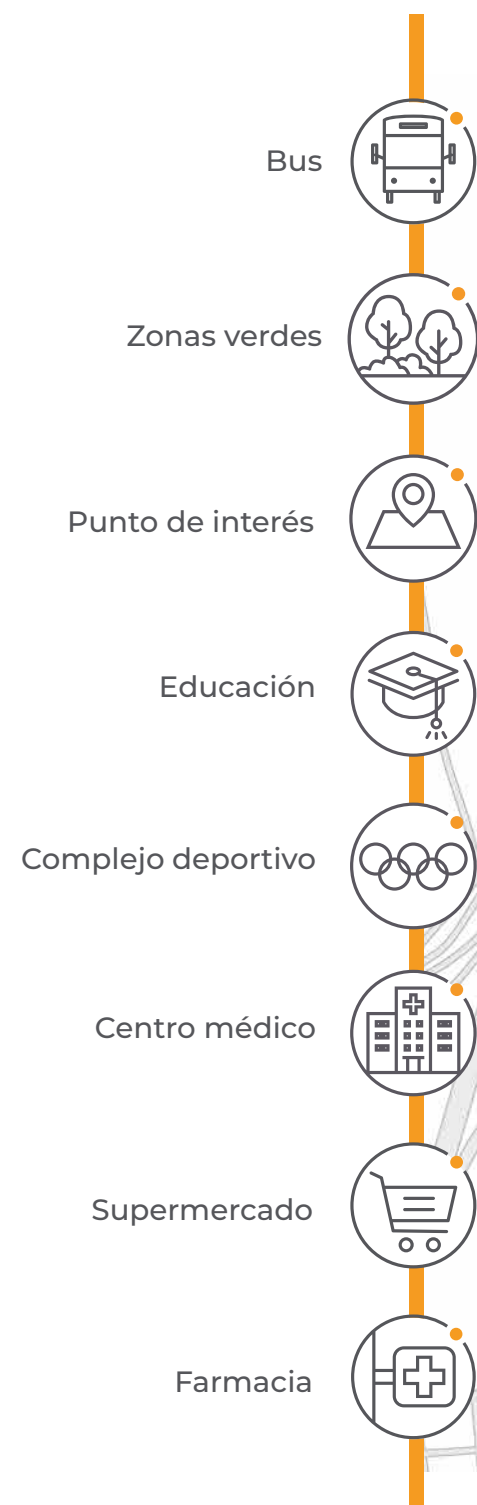 Bus
Zonas verdes
Punto de interés
Educación
Complejo deportivo
Centro médico
Supermercado
Farmacia